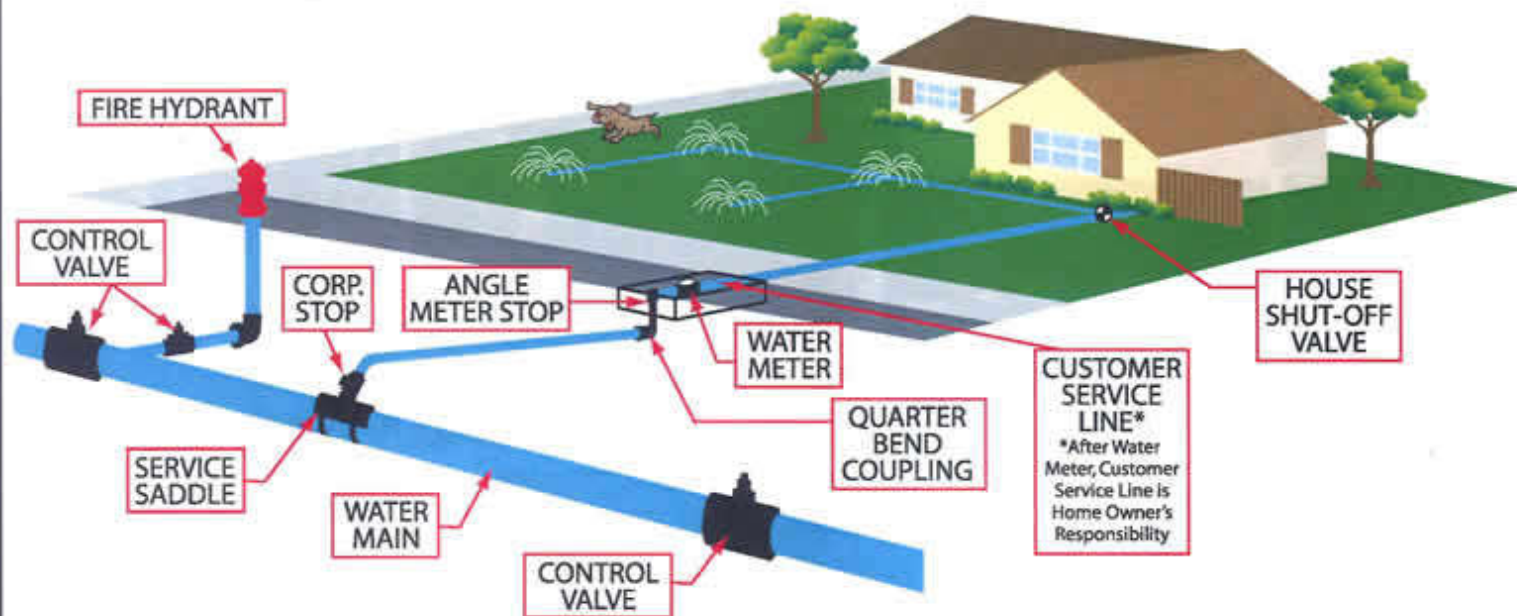 FIRE HYDRANT
CONTROL
VALVE
CORP.
STOP
ANGLE
METER STOP
WATER
METER
HOUSE
SHUT-OFF
VALVE
CUSTOMER
SERVICE
LINE*
*After Water
Meter, Customer
Service Line is
Home Owner's
Responsibility
QUARTER
BEND
COUPLING
SERVICE
SADDLE
WATER
MAIN
CONTROL
VALVE